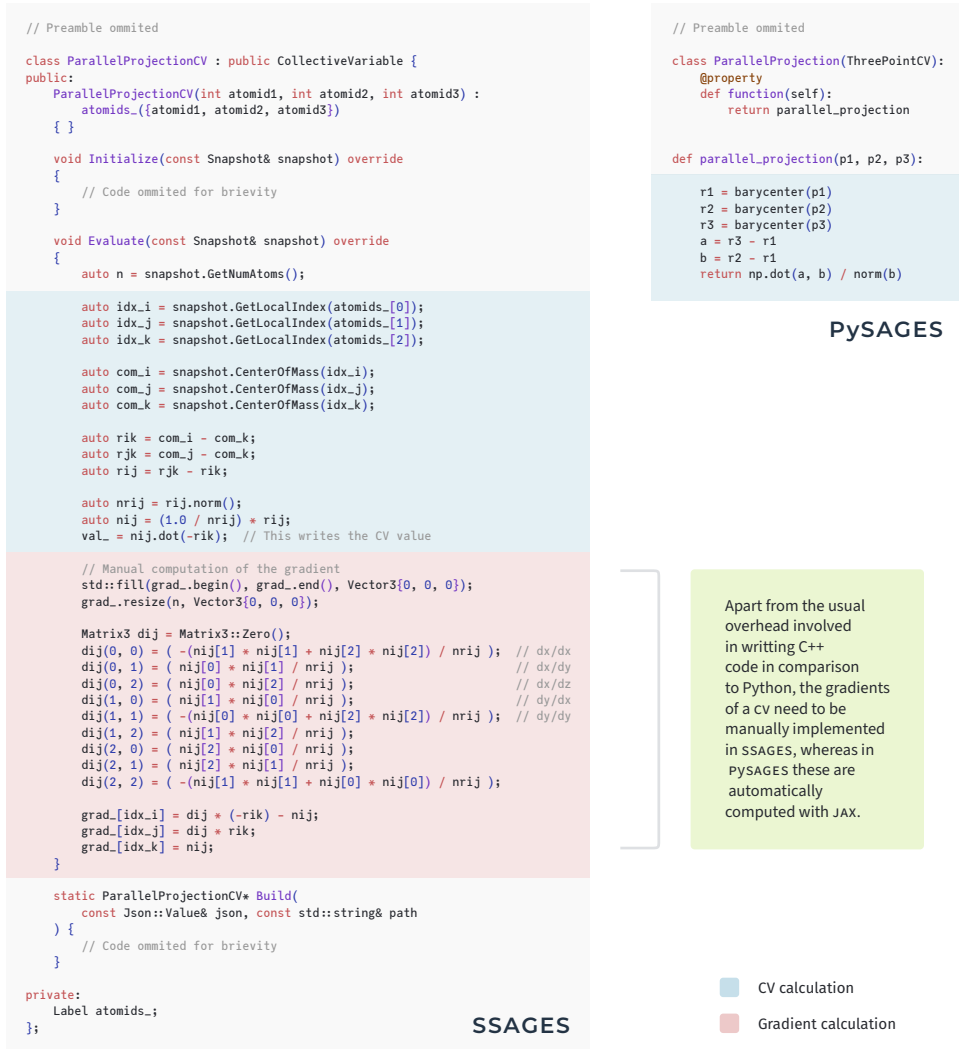 // Preamble ommited
class ParallelProjectionCV : public CollectiveVariable {
public:
    ParallelProjectionCV(int atomid1, int atomid2, int atomid3) :
        atomids_({atomid1, atomid2, atomid3})
    { }
    void Initialize(const Snapshot& snapshot) override
    {
        // Code ommited for brievity
    }
    void Evaluate(const Snapshot& snapshot) override
    {
        auto n = snapshot.GetNumAtoms();
        auto idx_i = snapshot.GetLocalIndex(atomids_[0]);
        auto idx_j = snapshot.GetLocalIndex(atomids_[1]);
        auto idx_k = snapshot.GetLocalIndex(atomids_[2]);
        auto com_i = snapshot.CenterOfMass(idx_i);
        auto com_j = snapshot.CenterOfMass(idx_j);
        auto com_k = snapshot.CenterOfMass(idx_k);
        auto rik = com_i - com_k;
        auto rjk = com_j - com_k;
        auto rij = rjk - rik;
        auto nrij = rij.norm();
        auto nij = (1.0 / nrij) * rij;
        val_ = nij.dot(-rik);  // This writes the CV value
        // Manual computation of the gradient
        std::fill(grad_.begin(), grad_.end(), Vector3{0, 0, 0});
        grad_.resize(n, Vector3{0, 0, 0});
        Matrix3 dij = Matrix3::Zero();
        dij(0, 0) = ( -(nij[1] * nij[1] + nij[2] * nij[2]) / nrij );  // dx/dx
        dij(0, 1) = ( nij[0] * nij[1] / nrij );                       // dx/dy
        dij(0, 2) = ( nij[0] * nij[2] / nrij );                       // dx/dz
        dij(1, 0) = ( nij[1] * nij[0] / nrij );                       // dy/dx
        dij(1, 1) = ( -(nij[0] * nij[0] + nij[2] * nij[2]) / nrij );  // dy/dy
        dij(1, 2) = ( nij[1] * nij[2] / nrij );
        dij(2, 0) = ( nij[2] * nij[0] / nrij );
        dij(2, 1) = ( nij[2] * nij[1] / nrij );
        dij(2, 2) = ( -(nij[1] * nij[1] + nij[0] * nij[0]) / nrij );
        grad_[idx_i] = dij * (-rik) - nij;
        grad_[idx_j] = dij * rik;
        grad_[idx_k] = nij;
    }
    static ParallelProjectionCV* Build(
        const Json::Value& json, const std::string& path
    ) {
        // Code ommited for brievity
    }
private:
    Label atomids_;
};
SSAGES
// Preamble ommited
class ParallelProjection(ThreePointCV):
    @property
    def function(self):
        return parallel_projection
def parallel_projection(p1, p2, p3):
    r1 = barycenter(p1)
    r2 = barycenter(p2)
    r3 = barycenter(p3)
    a = r3 - r1
    b = r2 - r1
    return np.dot(a, b) / norm(b)
PySAGES
Apart from the usual
overhead involved
in writting C++
code in comparison
to Python, the gradients
of a CV need to be
manually implemented
in SSAGES, whereas in
PYSAGES these are
automatically
computed with JAX.
CV calculation
Gradient calculation